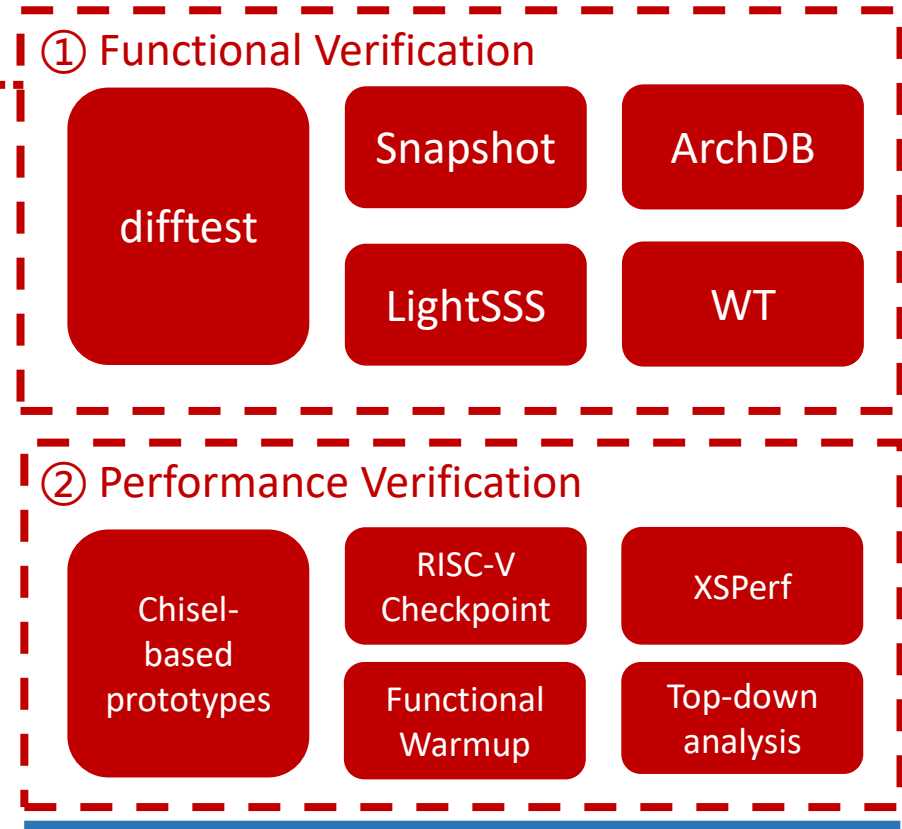 ① Functional Verification
difftest
Snapshot
ArchDB
LightSSS
WT
② Performance Verification
Chisel-
based
prototypes
RISC-V
Checkpoint
XSPerf
Functional
Warmup
Top-down
analysis